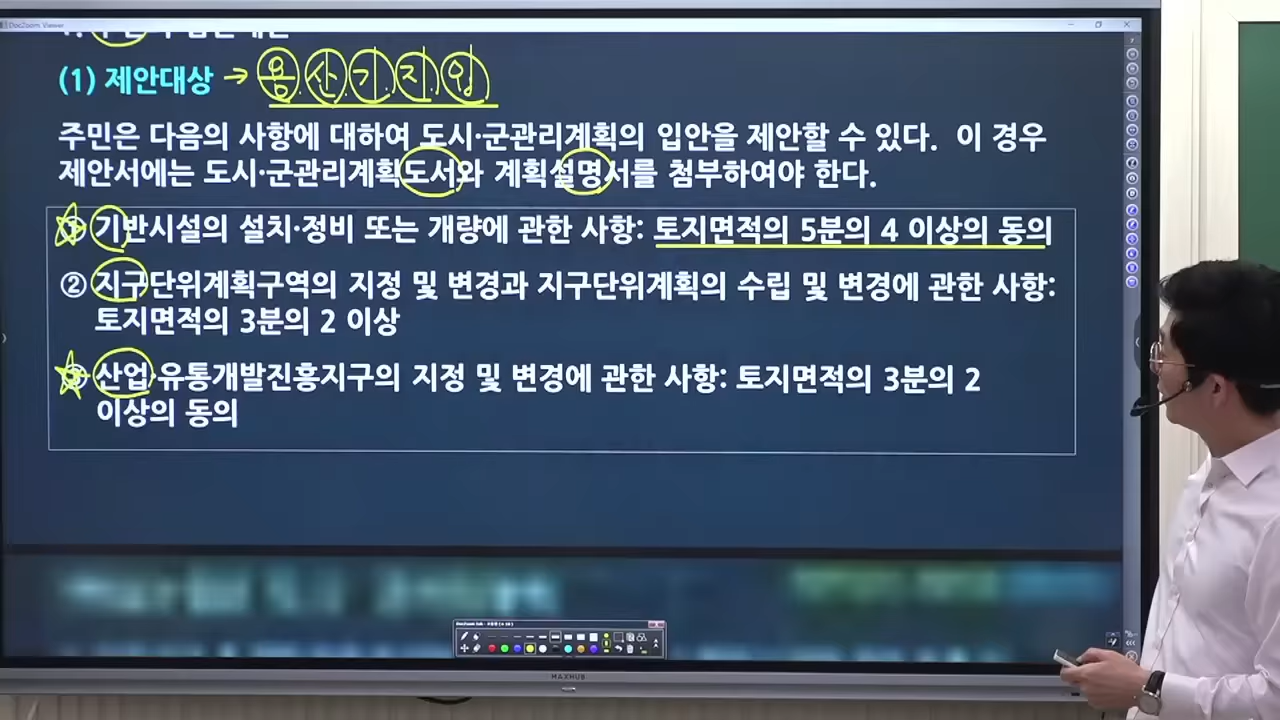 DocZoom Viewer
(1) 제안대상 → 용 산 기 지 입
주민은 다음의 사항에 대하여 도시·군관리계획의 입안을 제안할 수 있다. 이 경우
제안서에는 도시·군관리계획도서와 계획설명서를 첨부하여야 한다.
① 기반시설의 설치·정비 또는 개량에 관한 사항: 토지면적의 5분의 4 이상의 동의
② 지구단위계획구역의 지정 및 변경과 지구단위계획의 수립 및 변경에 관한 사항:
토지면적의 3분의 2 이상
③ 산업·유통개발진흥지구의 지정 및 변경에 관한 사항: 토지면적의 3분의 2
이상의 동의
MAXHUB